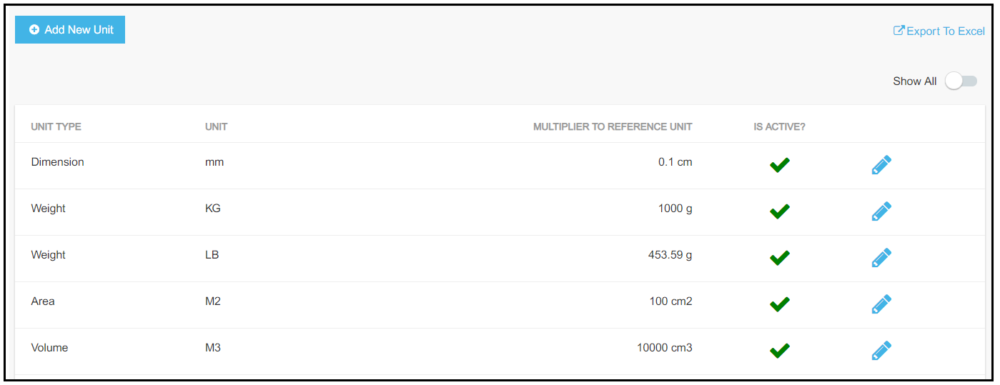 Add New Unit
Export To Excel
Show All
UNIT TYPE UNIT MULTIPLIER TO REFERENCE UNIT IS ACTIVE?
Dimension mm 0.1 cm
Weight KG 1000 g
Weight LB 453.59 g
Area M2 100 cm2
Volume M3 10000 cm3